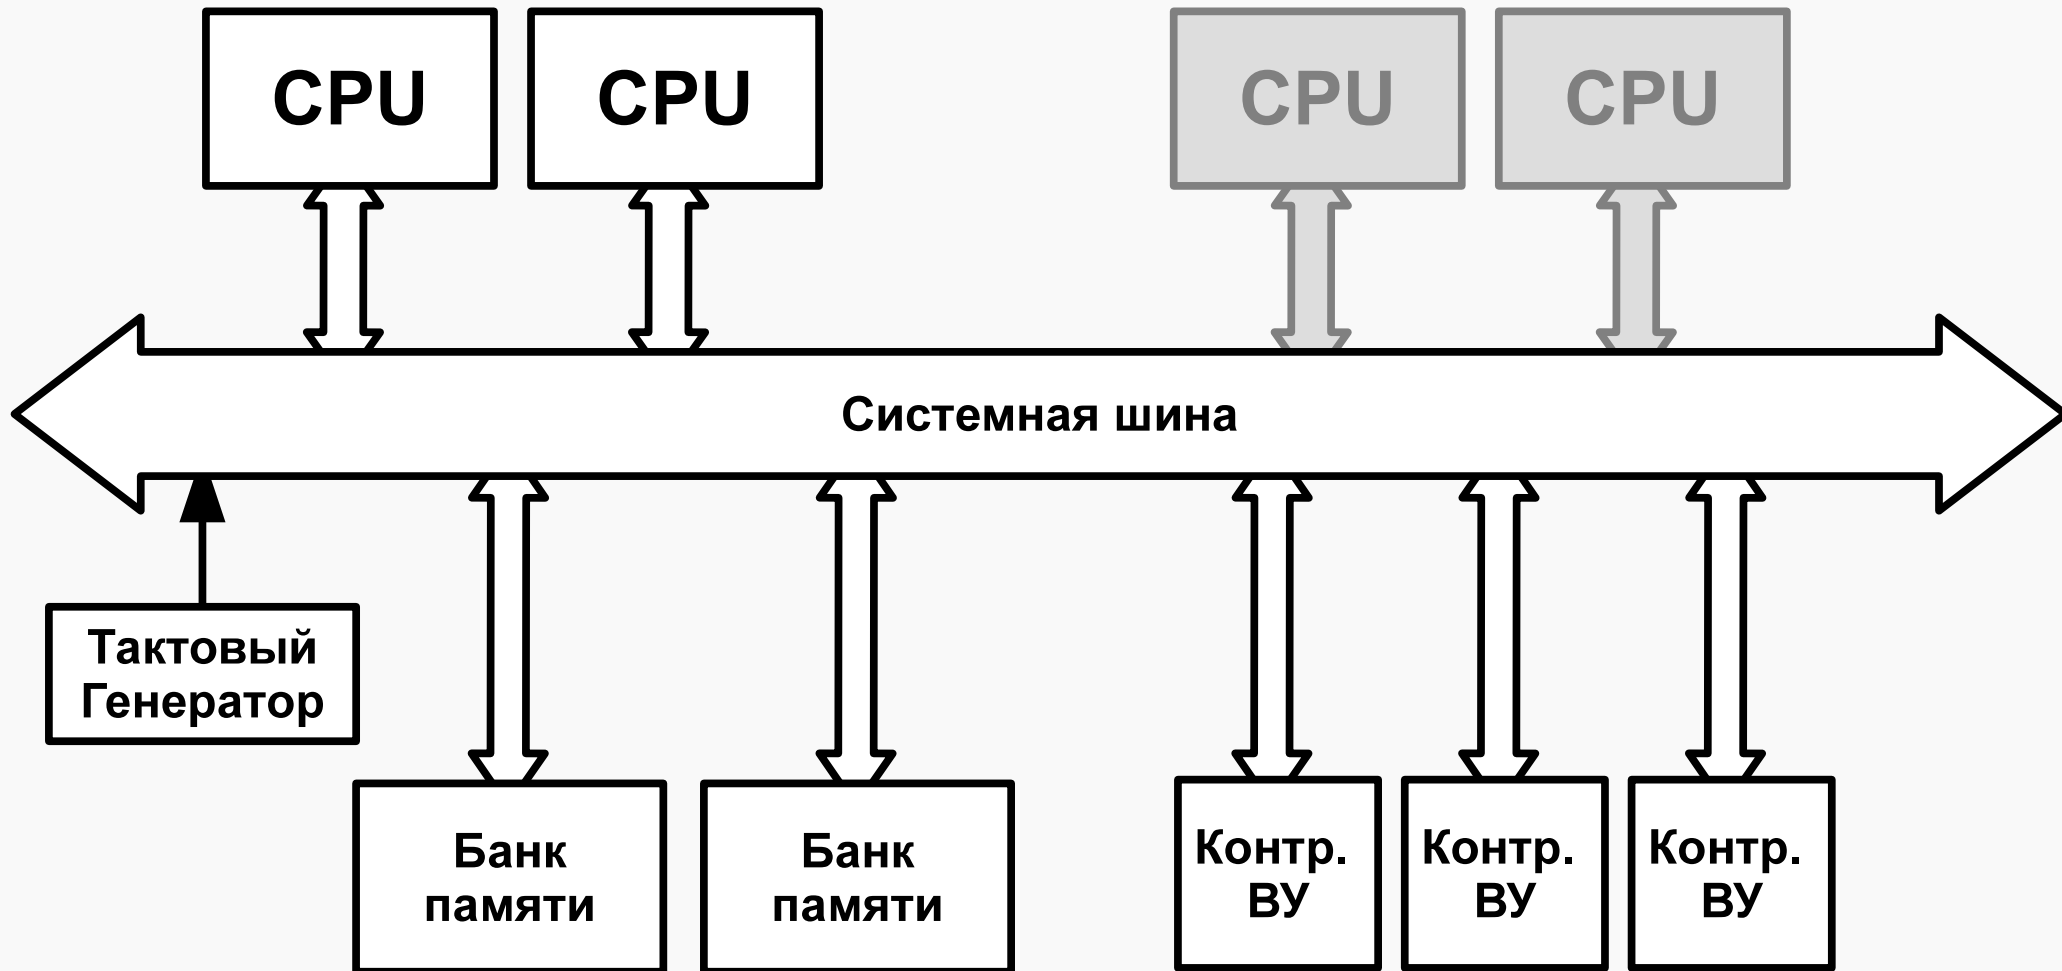 CPU
CPU
CPU
CPU
Системная шина
Тактовый
Генератор
Банк
памяти
Банк
памяти
Контр.
ВУ
Контр.
ВУ
Контр.
ВУ